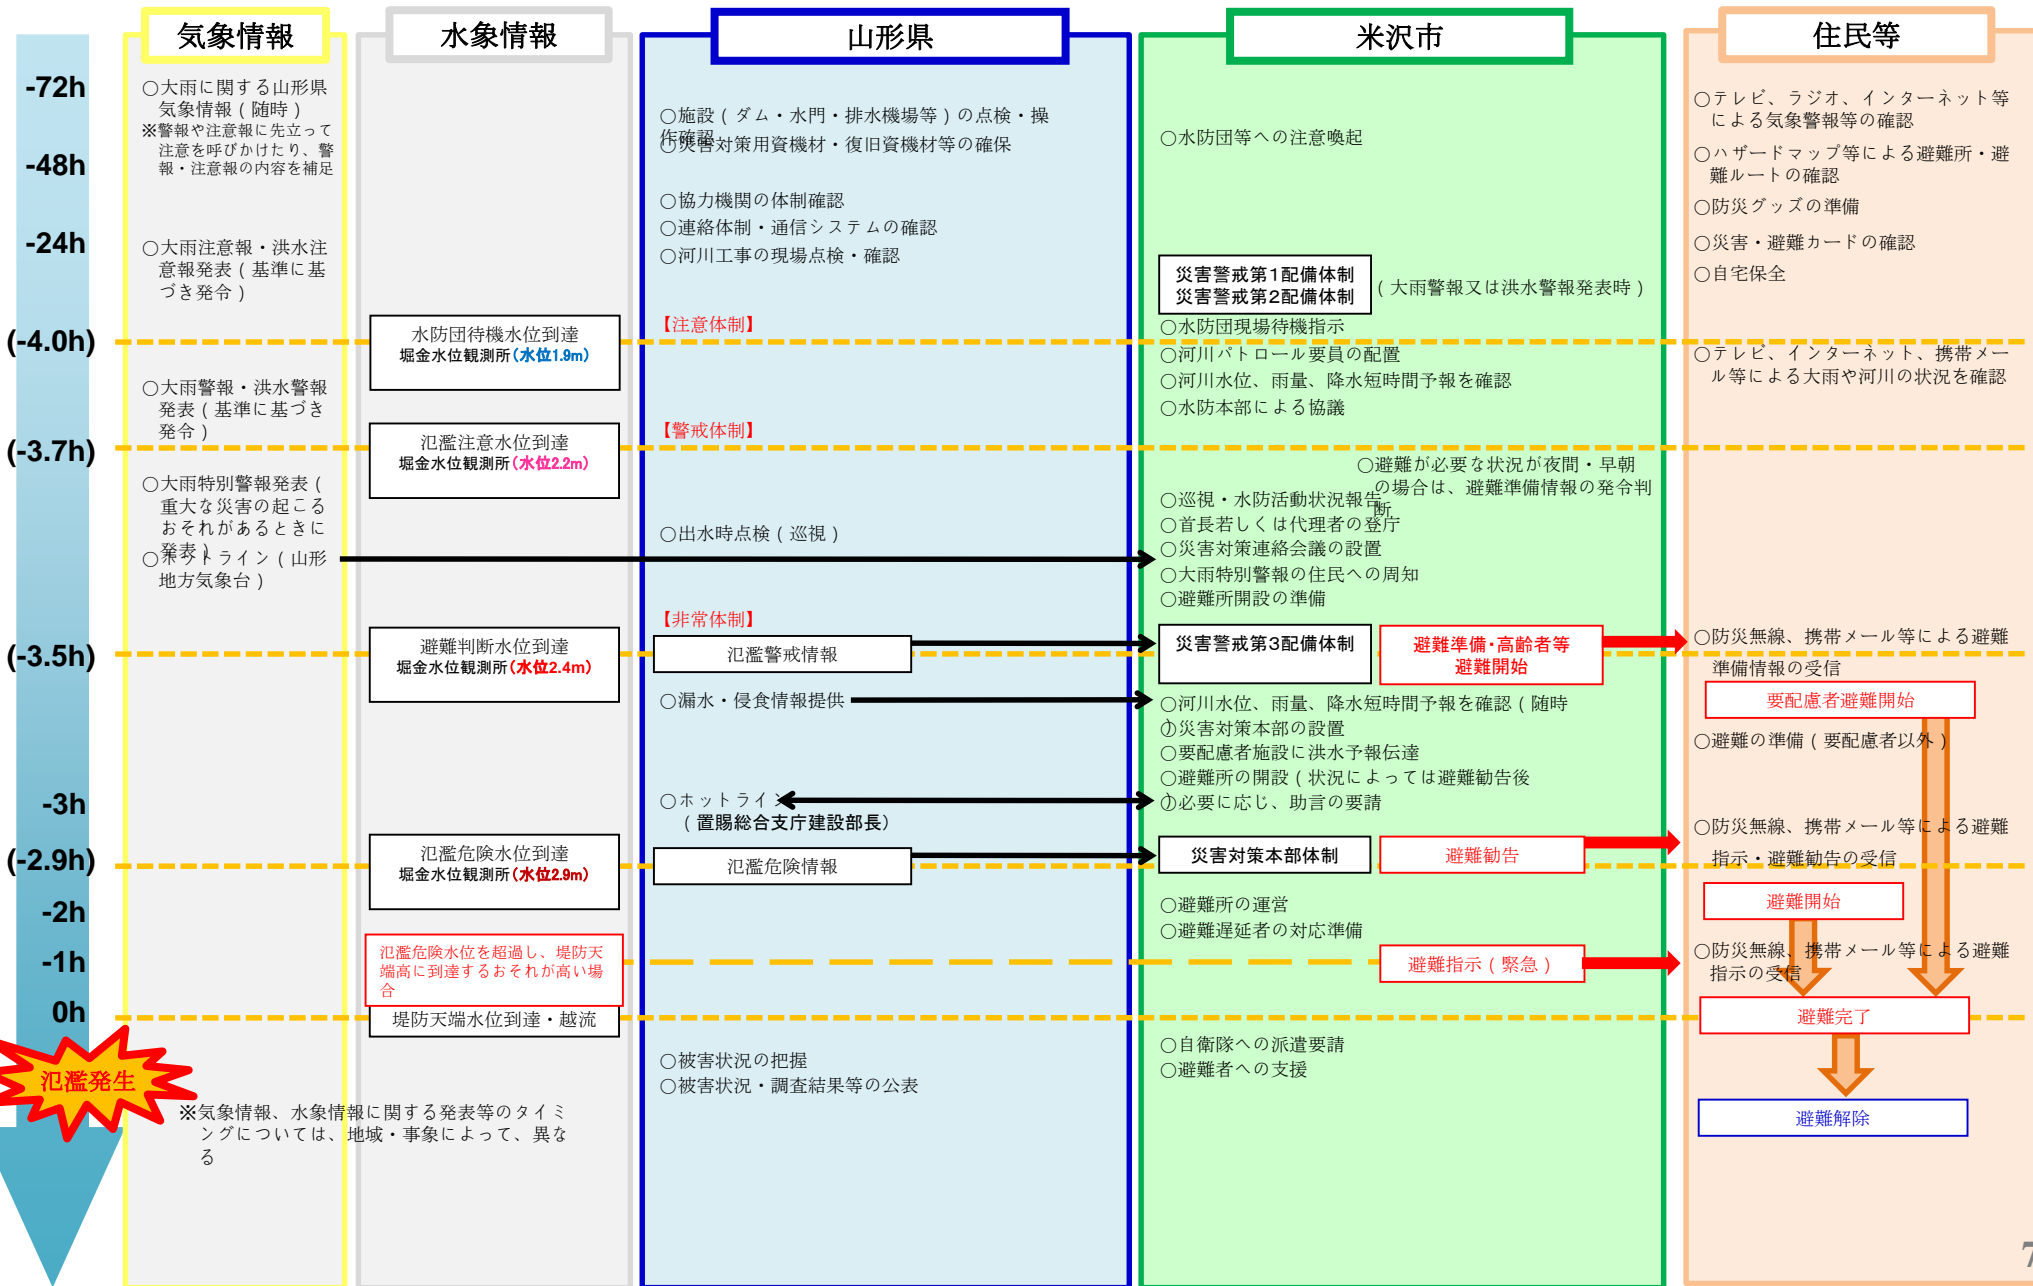 気象情報
水象情報
山形県
米沢市
住民等
-72h
-48h
-24h
(-4.0h)
(-3.7h)
(-3.5h)
-3h
(-2.9h)
-2h
-1h
0h
氾濫発生
○大雨に関する山形県
気象情報(随時)
※警報や注意報に先立って
注意を呼びかけたり、警
報・注意報の内容を補足
○大雨注意報・洪水注
意報発表(基準に基
づき発令)
○大雨警報・洪水警報
発表(基準に基づき
発令)
○大雨特別警報発表(
重大な災害の起こる
おそれがあるときに
発表)
○ホットライン(山形
地方気象台)
※気象情報、水象情報に関する発表等のタイミ
ングについては、地域・事象によって、異な
る
水防団待機水位到達
堀金水位観測所(水位1.9m)
氾濫注意水位到達
堀金水位観測所(水位2.2m)
避難判断水位到達
堀金水位観測所(水位2.4m)
氾濫危険水位到達
堀金水位観測所(水位2.9m)
氾濫危険水位を超過し、堤防天
端高に到達するおそれが高い場
合
堤防天端水位到達・越流
○施設(ダム・水門・排水機場等)の点検・操
作確認
○災害対策用資機材・復旧資機材等の確保
○協力機関の体制確認
○連絡体制・通信システムの確認
○河川工事の現場点検・確認
【注意体制】
【警戒体制】
○出水時点検(巡視)
【非常体制】
氾濫警戒情報
○漏水・侵食情報提供
○ホットライン
(置賜総合支庁建設部長)
氾濫危険情報
○被害状況の把握
○被害状況・調査結果等の公表
○水防団等への注意喚起
災害警戒第1配備体制
災害警戒第2配備体制
(大雨警報又は洪水警報発表時)
○水防団現場待機指示
○河川パトロール要員の配置
○河川水位、雨量、降水短時間予報を確認
○水防本部による協議
○避難が必要な状況が夜間・早朝
の場合は、避難準備情報の発令判
断
○巡視・水防活動状況報告
○首長若しくは代理者の登庁
○災害対策連絡会議の設置
○大雨特別警報の住民への周知
○避難所開設の準備
災害警戒第3配備体制
避難準備・高齢者等
避難開始
○河川水位、雨量、降水短時間予報を確認(随時
)
○災害対策本部の設置
○要配慮者施設に洪水予報伝達
○避難所の開設(状況によっては避難勧告後
)
○必要に応じ、助言の要請
災害対策本部体制
避難勧告
○避難所の運営
○避難遅延者の対応準備
避難指示(緊急)
○自衛隊への派遣要請
○避難者への支援
○テレビ、ラジオ、インターネット等
による気象警報等の確認
○ハザードマップ等による避難所・避
難ルートの確認
○防災グッズの準備
○災害・避難カードの確認
○自宅保全
○テレビ、インターネット、携帯メー
ル等による大雨や河川の状況を確認
○防災無線、携帯メール等による避難
準備情報の受信
要配慮者避難開始
○避難の準備(要配慮者以外)
○防災無線、携帯メール等による避難
指示・避難勧告の受信
避難開始
○防災無線、携帯メール等による避難
指示の受信
避難完了
避難解除
7